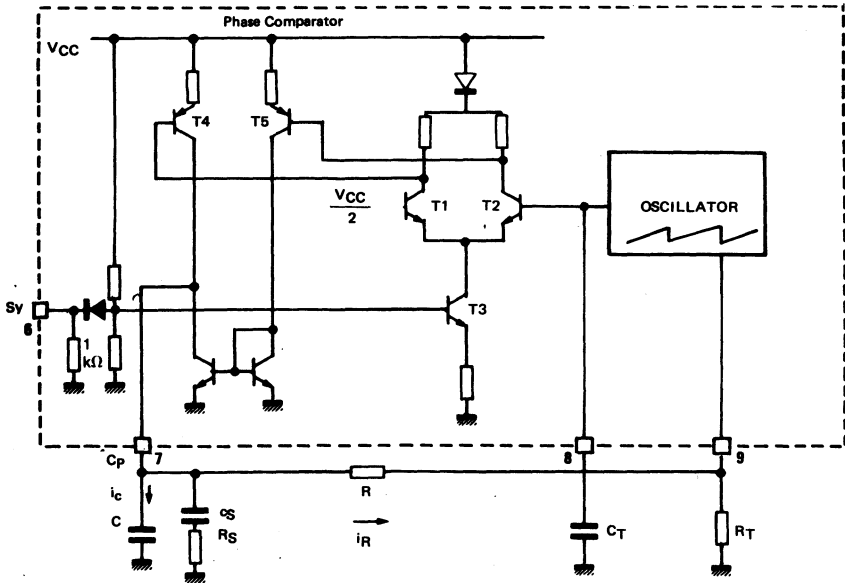 Phase Comparator
VCC
T4
T5
VCC
2
T1
T2
OSCILLATOR
Sy
6
1
kΩ
T3
CP
7
8
9
ic
C
CS
RS
R
iR
CT
RT